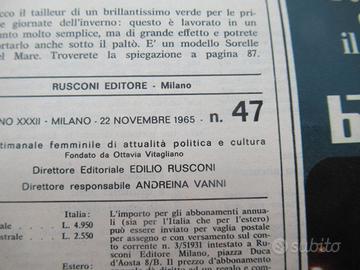 cco il tailleur di un brillantissimo verde per le pri-
e giornate dell'inverno: questo è lavorato in un
unto molto semplice, ma di grande effetto e potrete
ortarlo anche sotto il paltò. E' un modello Sorelle
el Mare. Troverete la spiegazione a pagina 87.
RUSCONI EDITORE - Milano
NO XXXII - MILANO - 22 NOVEMBRE 1965 - n. 47
ttimanale femminile di attualità politica e cultura
Fondato da Ottavia Vitagliano
Direttore Editoriale EDILIO RUSCONI
Direttore responsabile ANDREINA VANNI
Italia:
L. 4.950
strale L. 2.550
Estero:
L'importo per gli abbonamenti annua-
li (sia per l'Italia che per l'estero)
può essere inviato per vaglia postale
per assegno e con versamento sul con-
to corrente n. 3/51931 intestato a Ru-
sconi Editore Milano, piazza Duca
d'Aosta 8/B. Il prezzo d'abbonamento
il
subito